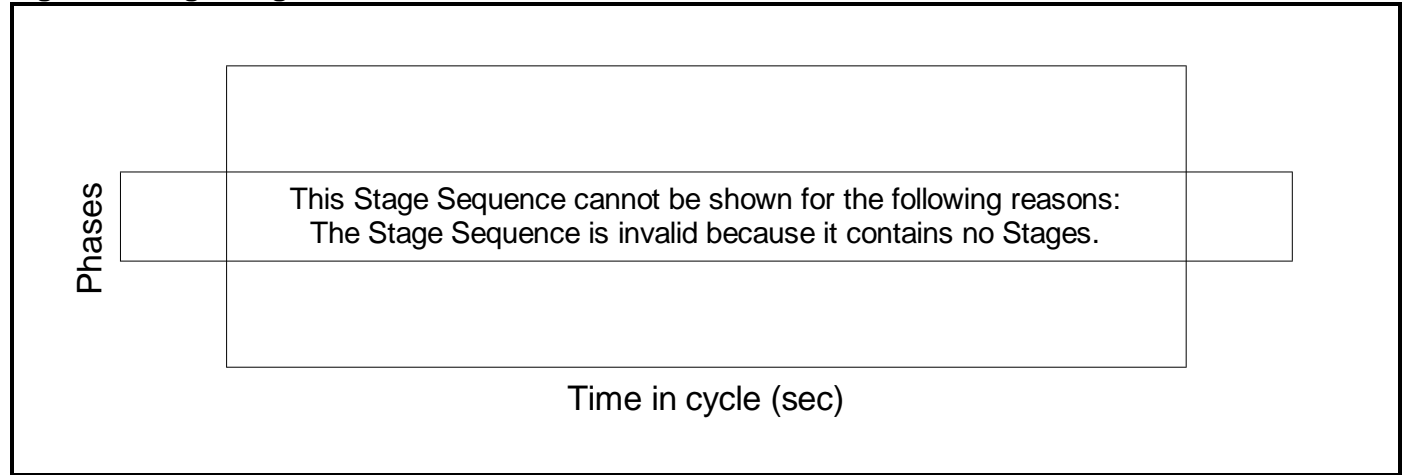 Phases
This Stage Sequence cannot be shown for the following reasons:
The Stage Sequence is invalid because it contains no Stages.
Time in cycle (sec)